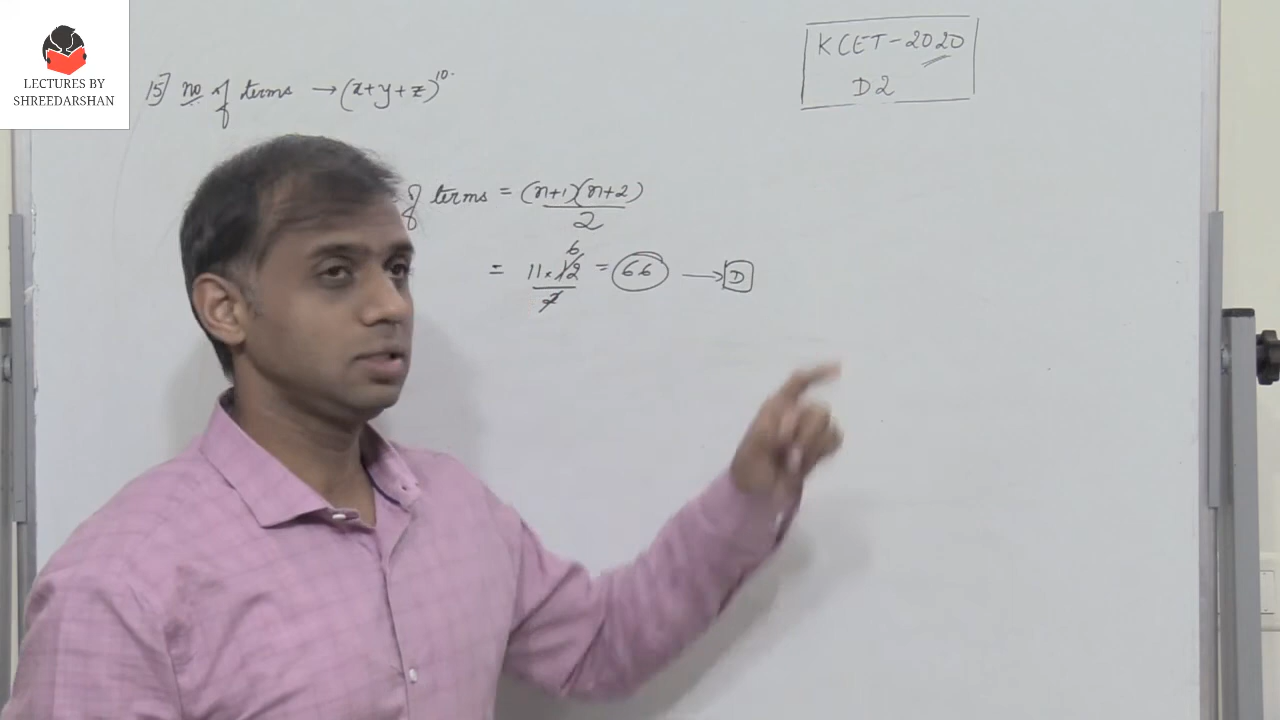 LECTURES BY
SHREEDARSHAN
KCET-2020
D2
15] no of terms → (x+y+z)^10.
of terms = (n+1)(n+2)/2
= 11 × 12/2 6 = 66 → D